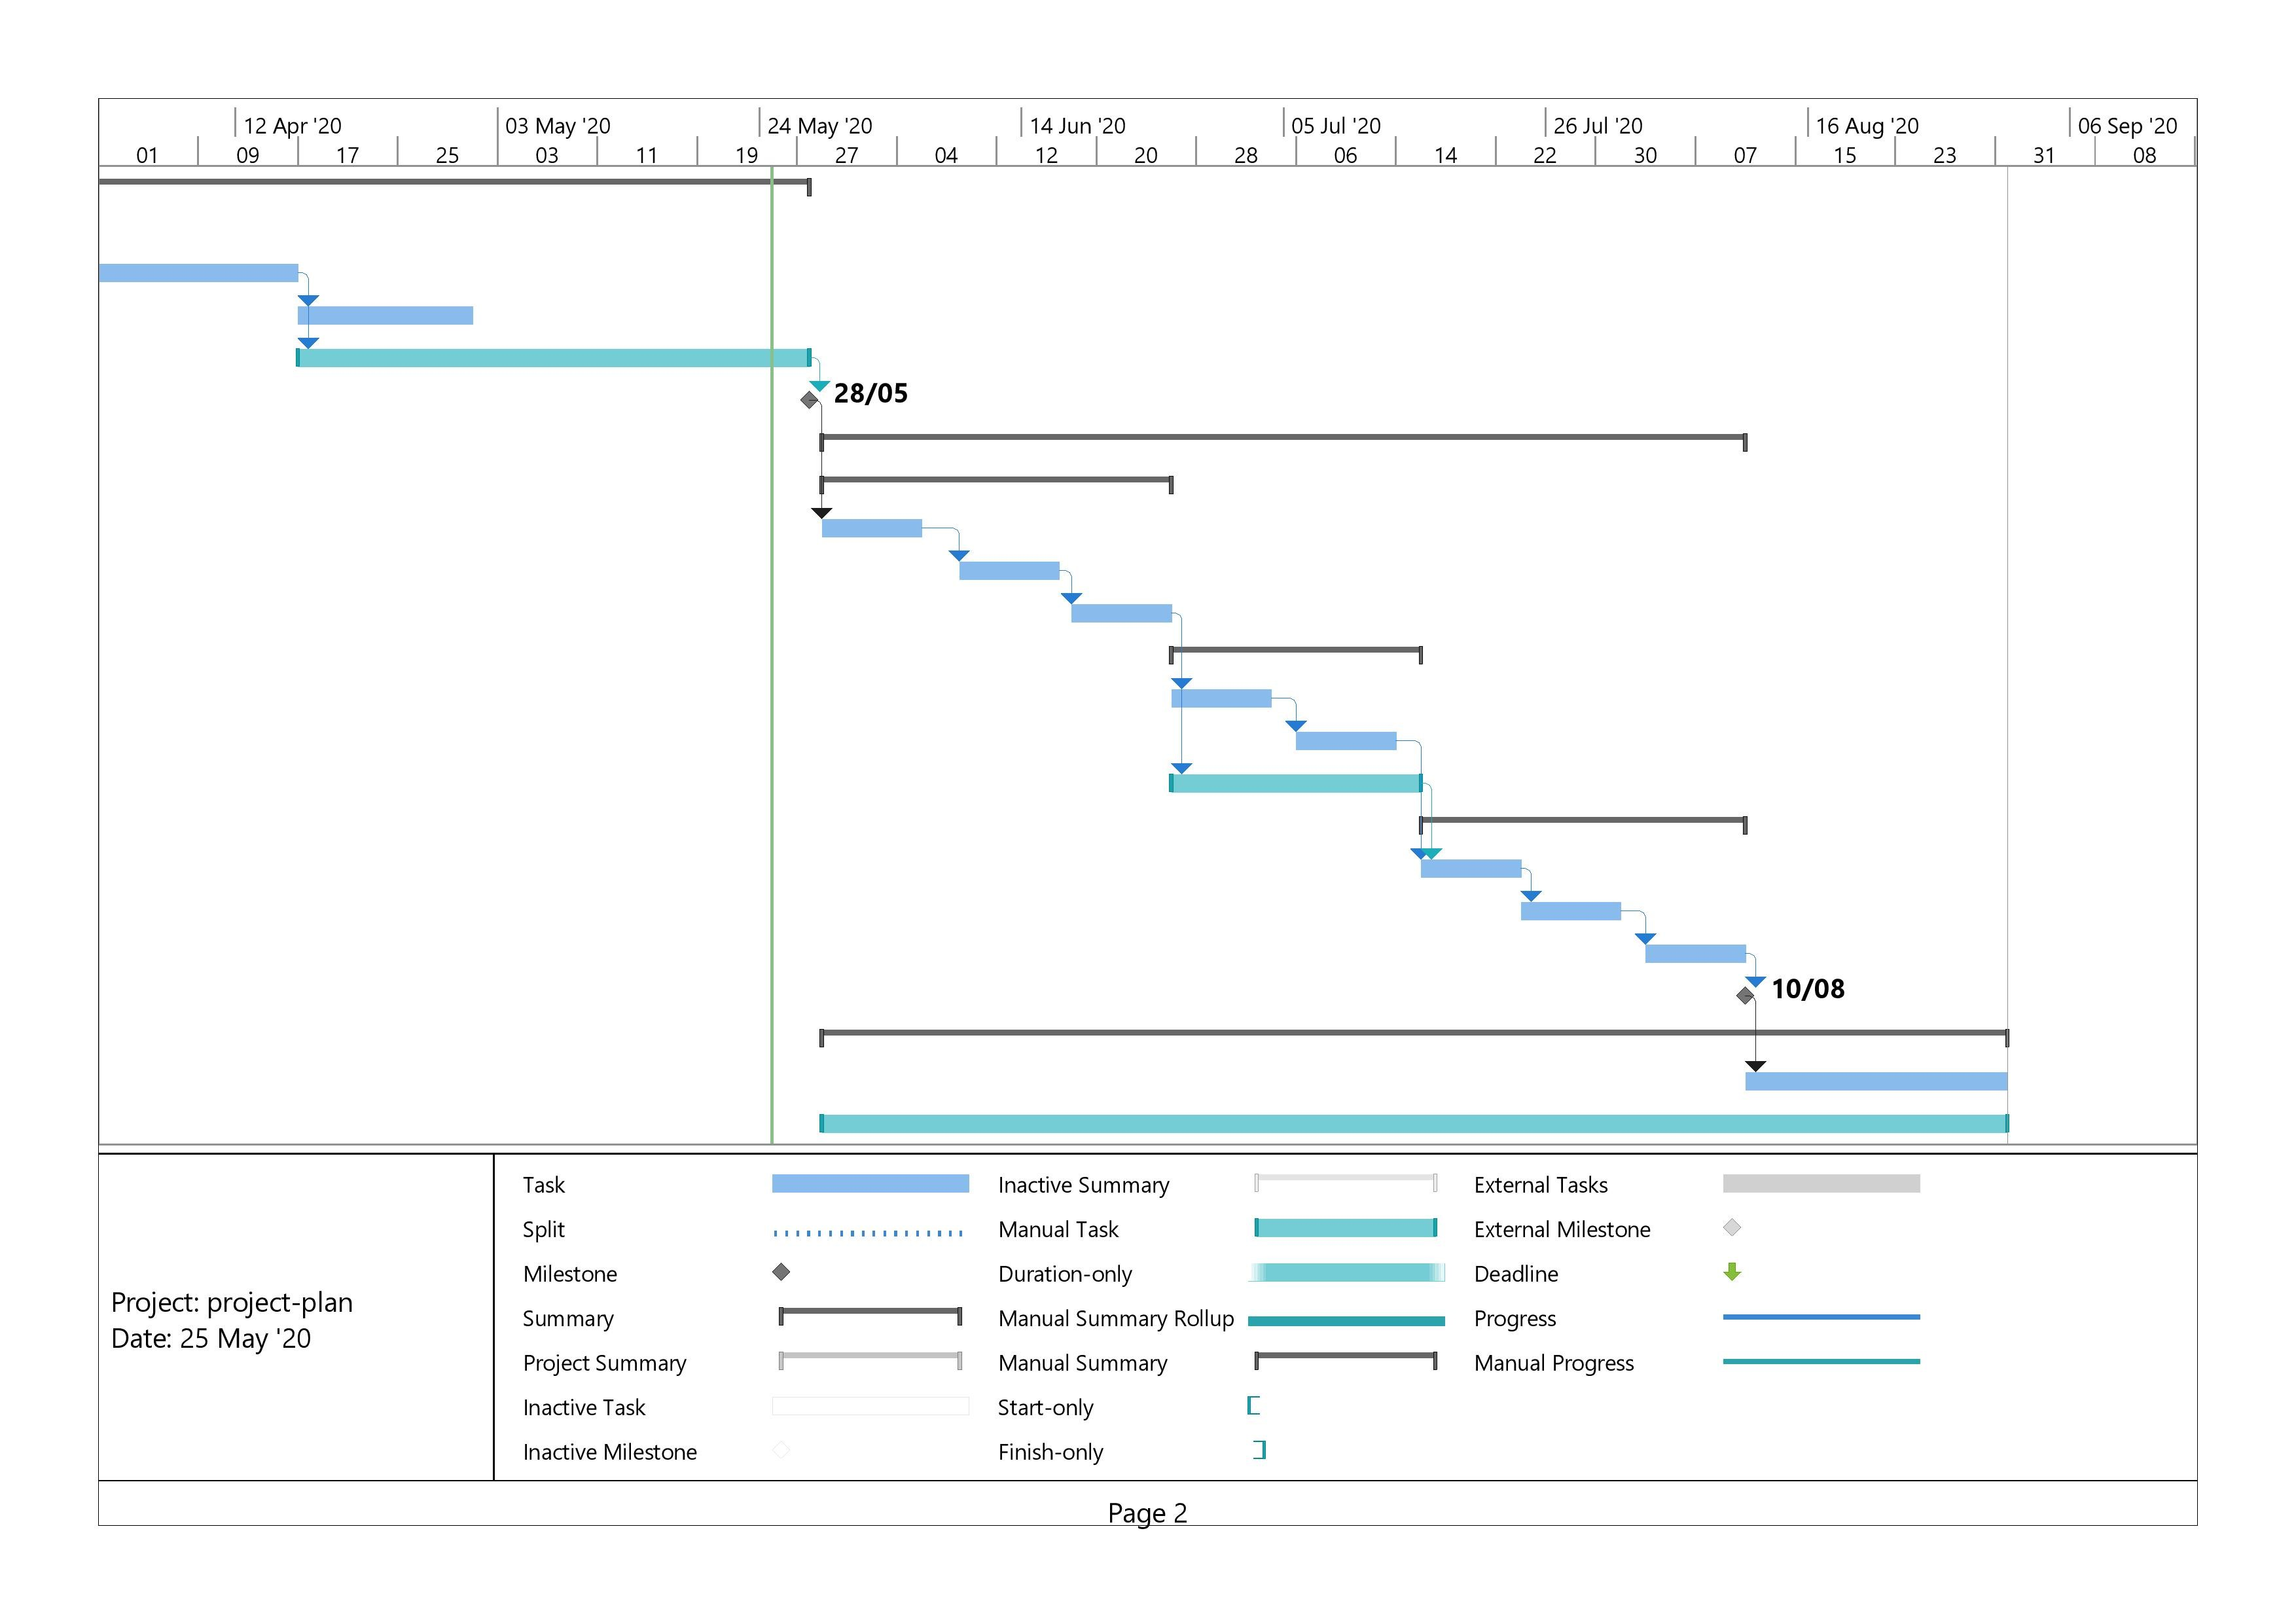 12 Apr '20 03 May '20 24 May '20 14 Jun '20 05 Jul '20 26 Jul '20 16 Aug '20 06 Sep '20
01 09 17 25 03 11 19 27 04 12 20 28 06 14 22 30 07 15 23 31 08
28/05
10/08
Task Inactive Summary External Tasks
Split Manual Task External Milestone
Milestone Duration-only Deadline
Summary Manual Summary Rollup Progress
Project Summary Manual Summary Manual Progress
Inactive Task Start-only
Inactive Milestone Finish-only
Project: project-plan
Date: 25 May '20
Page 2